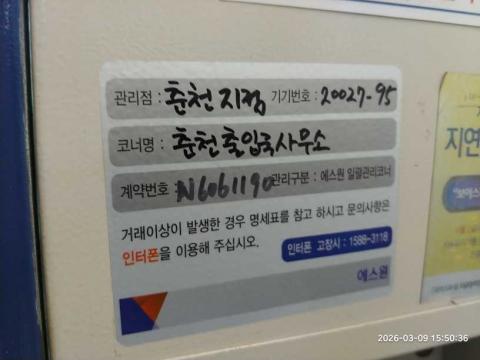 관리점 : 춘천지점 기기번호 : 20027-95
코너명 : 춘천출입국사무소
계약번호 : N6061190 관리구분 : 에스원 일괄관리코너
거래이상이 발생한 경우 명세표를 참고 하시고 문의사항은
인터폰을 이용해 주십시오.
인터폰 고장시 : 1588-3118
에스원
지연
2026-03-09 15:50:36